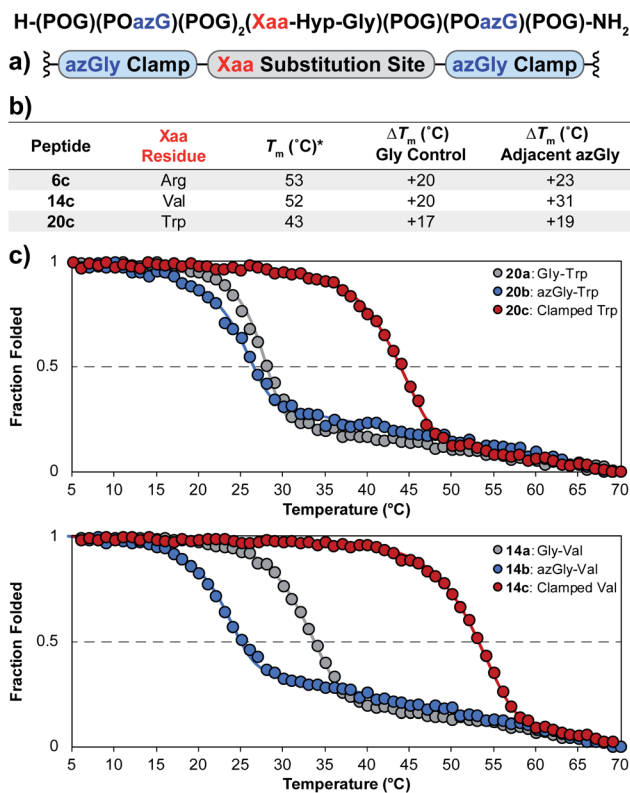 H-(POG)(POazG)(POG)₂(Xaa-Hyp-Gly)(POG)(POazG)(POG)-NH₂
a) azGly Clamp Xaa Substitution Site azGly Clamp
b)
Peptide Xaa Residue Tm (˚C)* ΔTm (˚C) Gly Control ΔTm (˚C) Adjacent azGly
6c Arg 53 +20 +23
14c Val 52 +20 +31
20c Trp 43 +17 +19
c)
1
20a: Gly-Trp
20b: azGly-Trp
20c: Clamped Trp
0.5
0
Fraction Folded
5 10 15 20 25 30 35 40 45 50 55 60 65 70
Temperature (°C)
1
14a: Gly-Val
14b: azGly-Val
14c: Clamped Val
0.5
0
Fraction Folded
5 10 15 20 25 30 35 40 45 50 55 60 65 70
Temperature (°C)